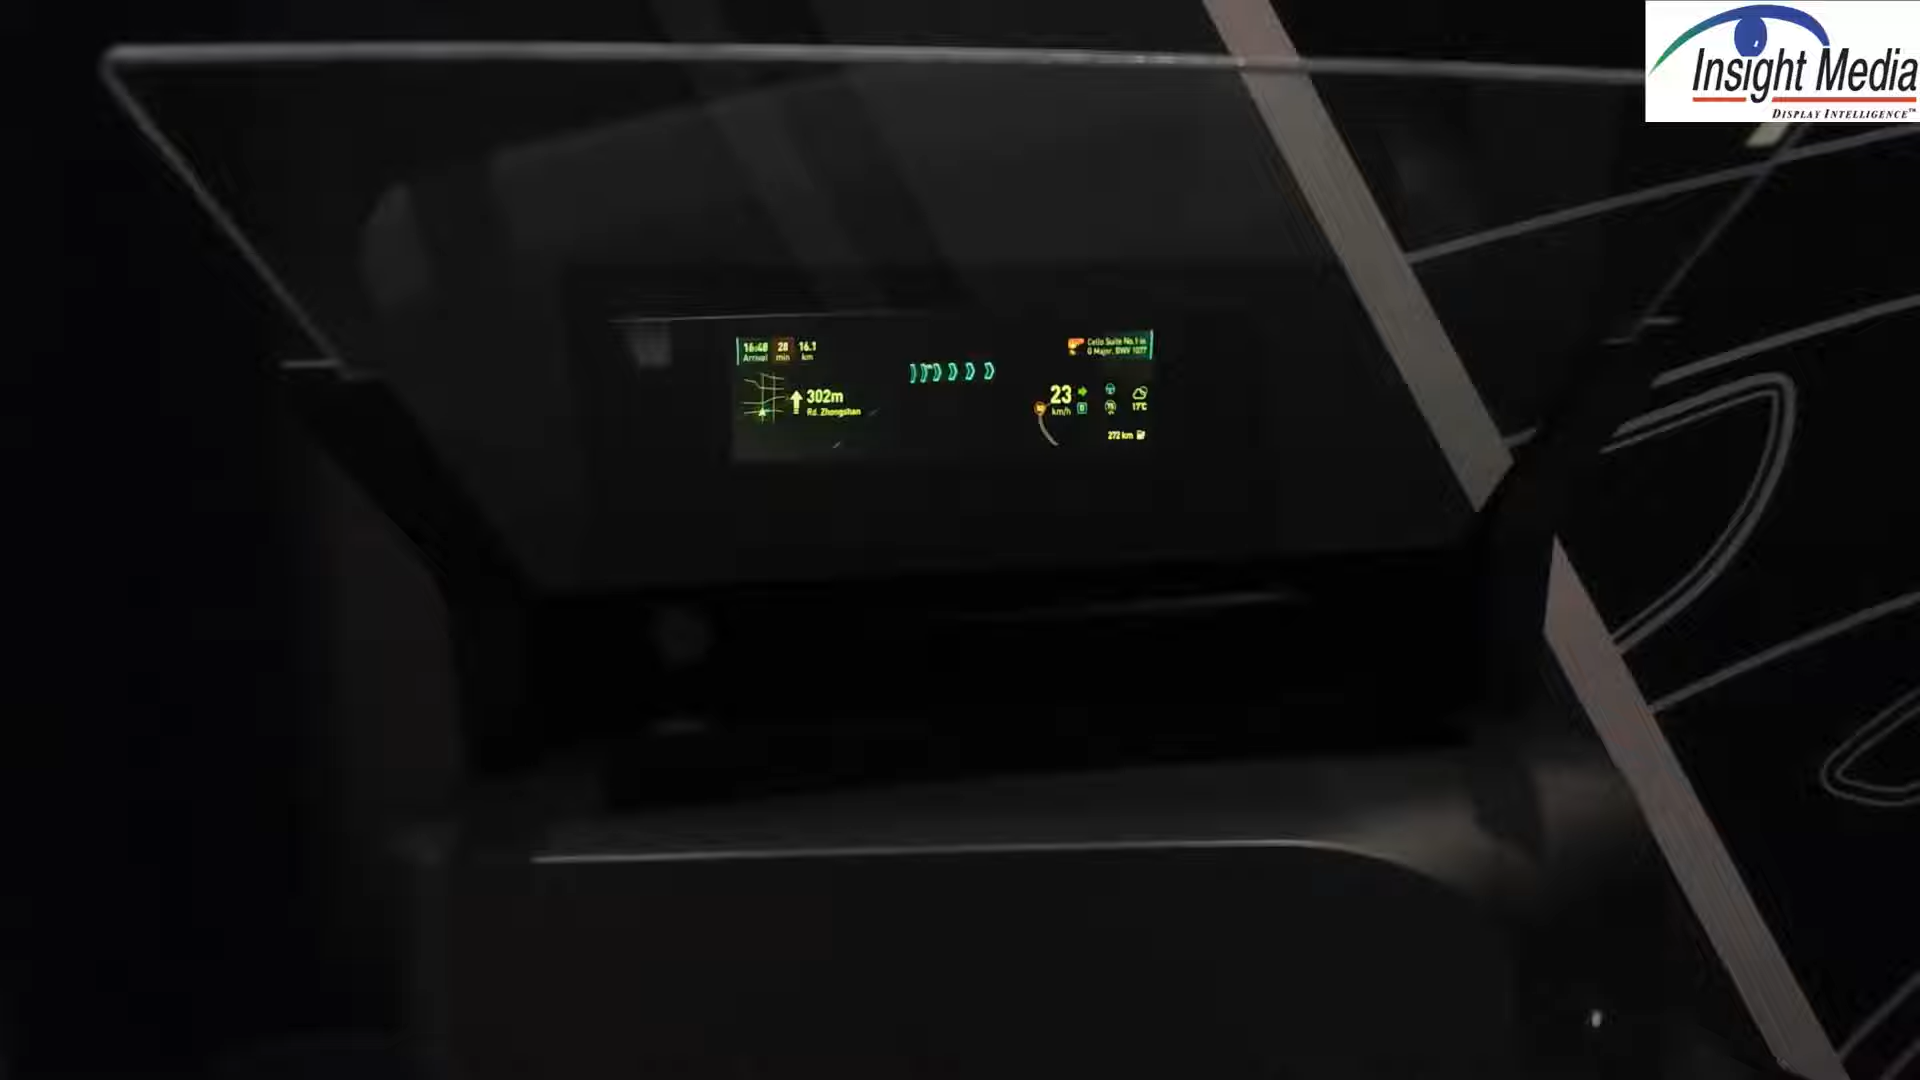 Insight Media
DISPLAY INTELLIGENCE™
16:48 28 16.1
Arrival min km
302m
Rd. Zhongshan
Cello Suite No.1 in
G Major, BWV 1077
23
km/h
17°C
272 km